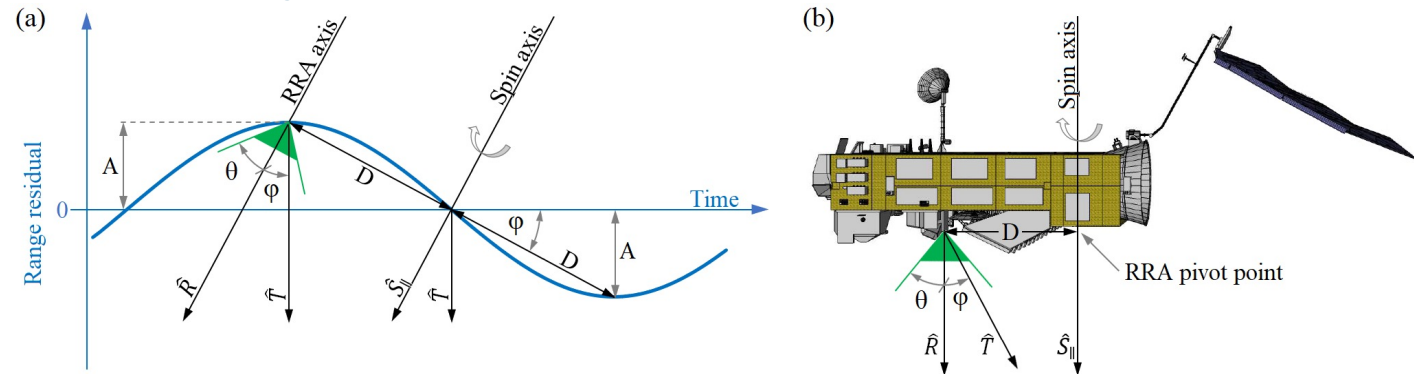 (a)
RRA axis
Spin axis
A
θ
φ
D
0
Time
φ
D
A
Range residual
R̂
T̂
Ŝ∥
T̂
(b)
Spin axis
D
RRA pivot point
θ
φ
R̂
T̂
Ŝ∥